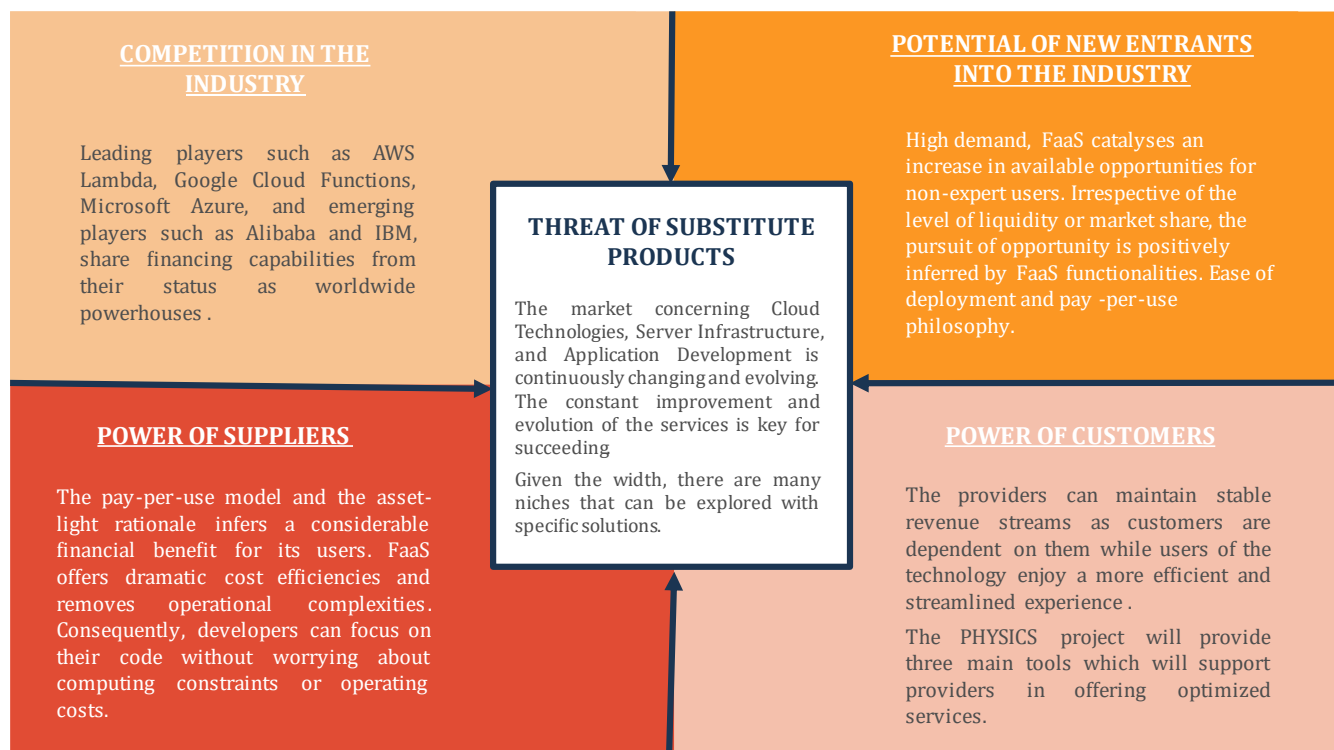 COMPETITION IN THE
INDUSTRY
Leading players such as AWS
Lambda, Google Cloud Functions,
Microsoft Azure, and emerging
players such as Alibaba and IBM,
share financing capabilities from
their status as worldwide
powerhouses .
POTENTIAL OF NEW ENTRANTS
INTO THE INDUSTRY
High demand, FaaS catalyses an
increase in available opportunities for
non-expert users. Irrespective of the
level of liquidity or market share, the
pursuit of opportunity is positively
inferred by FaaS functionalities. Ease of
deployment and pay -per-use
philosophy.
THREAT OF SUBSTITUTE
PRODUCTS
The market concerning Cloud
Technologies, Server Infrastructure,
and Application Development is
continuously changing and evolving.
The constant improvement and
evolution of the services is key for
succeeding
Given the width, there are many
niches that can be explored with
specific solutions.
POWER OF SUPPLIERS
The pay-per-use model and the asset-
light rationale infers a considerable
financial benefit for its users. FaaS
offers dramatic cost efficiencies and
removes operational complexities.
Consequently, developers can focus on
their code without worrying about
computing constraints or operating
costs.
POWER OF CUSTOMERS
The providers can maintain stable
revenue streams as customers are
dependent on them while users of the
technology enjoy a more efficient and
streamlined experience .
The PHYSICS project will provide
three main tools which will support
providers in offering optimized
services.